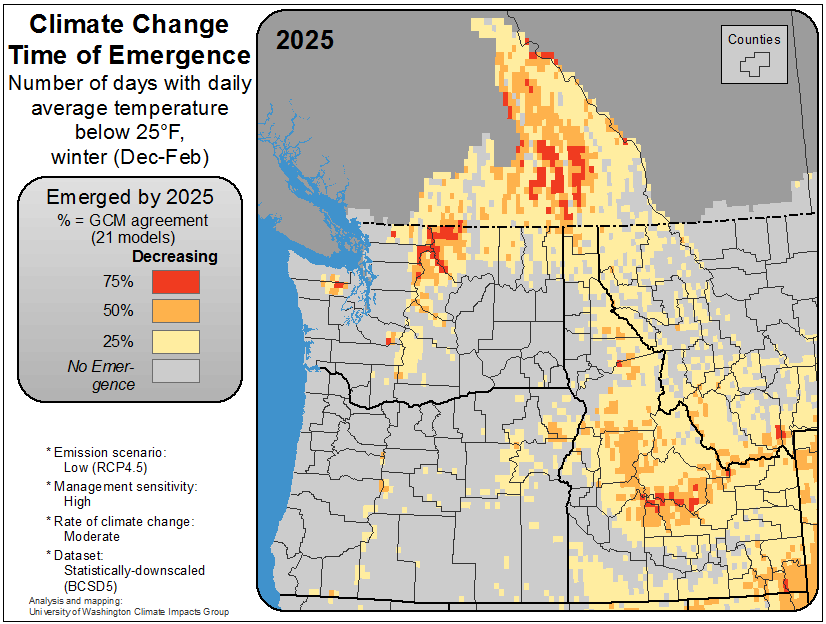 Climate Change
Time of Emergence
Number of days with daily
average temperature
below 25°F,
winter (Dec-Feb)
Emerged by 2025
% = GCM agreement
(21 models)
Decreasing
75%
50%
25%
No Emer-
gence
* Emission scenario:
Low (RCP4.5)
* Management sensitivity:
High
* Rate of climate change:
Moderate
* Dataset:
Statistically-downscaled
(BCSD5)
Analysis and mapping:
University of Washington Climate Impacts Group
2025
Counties